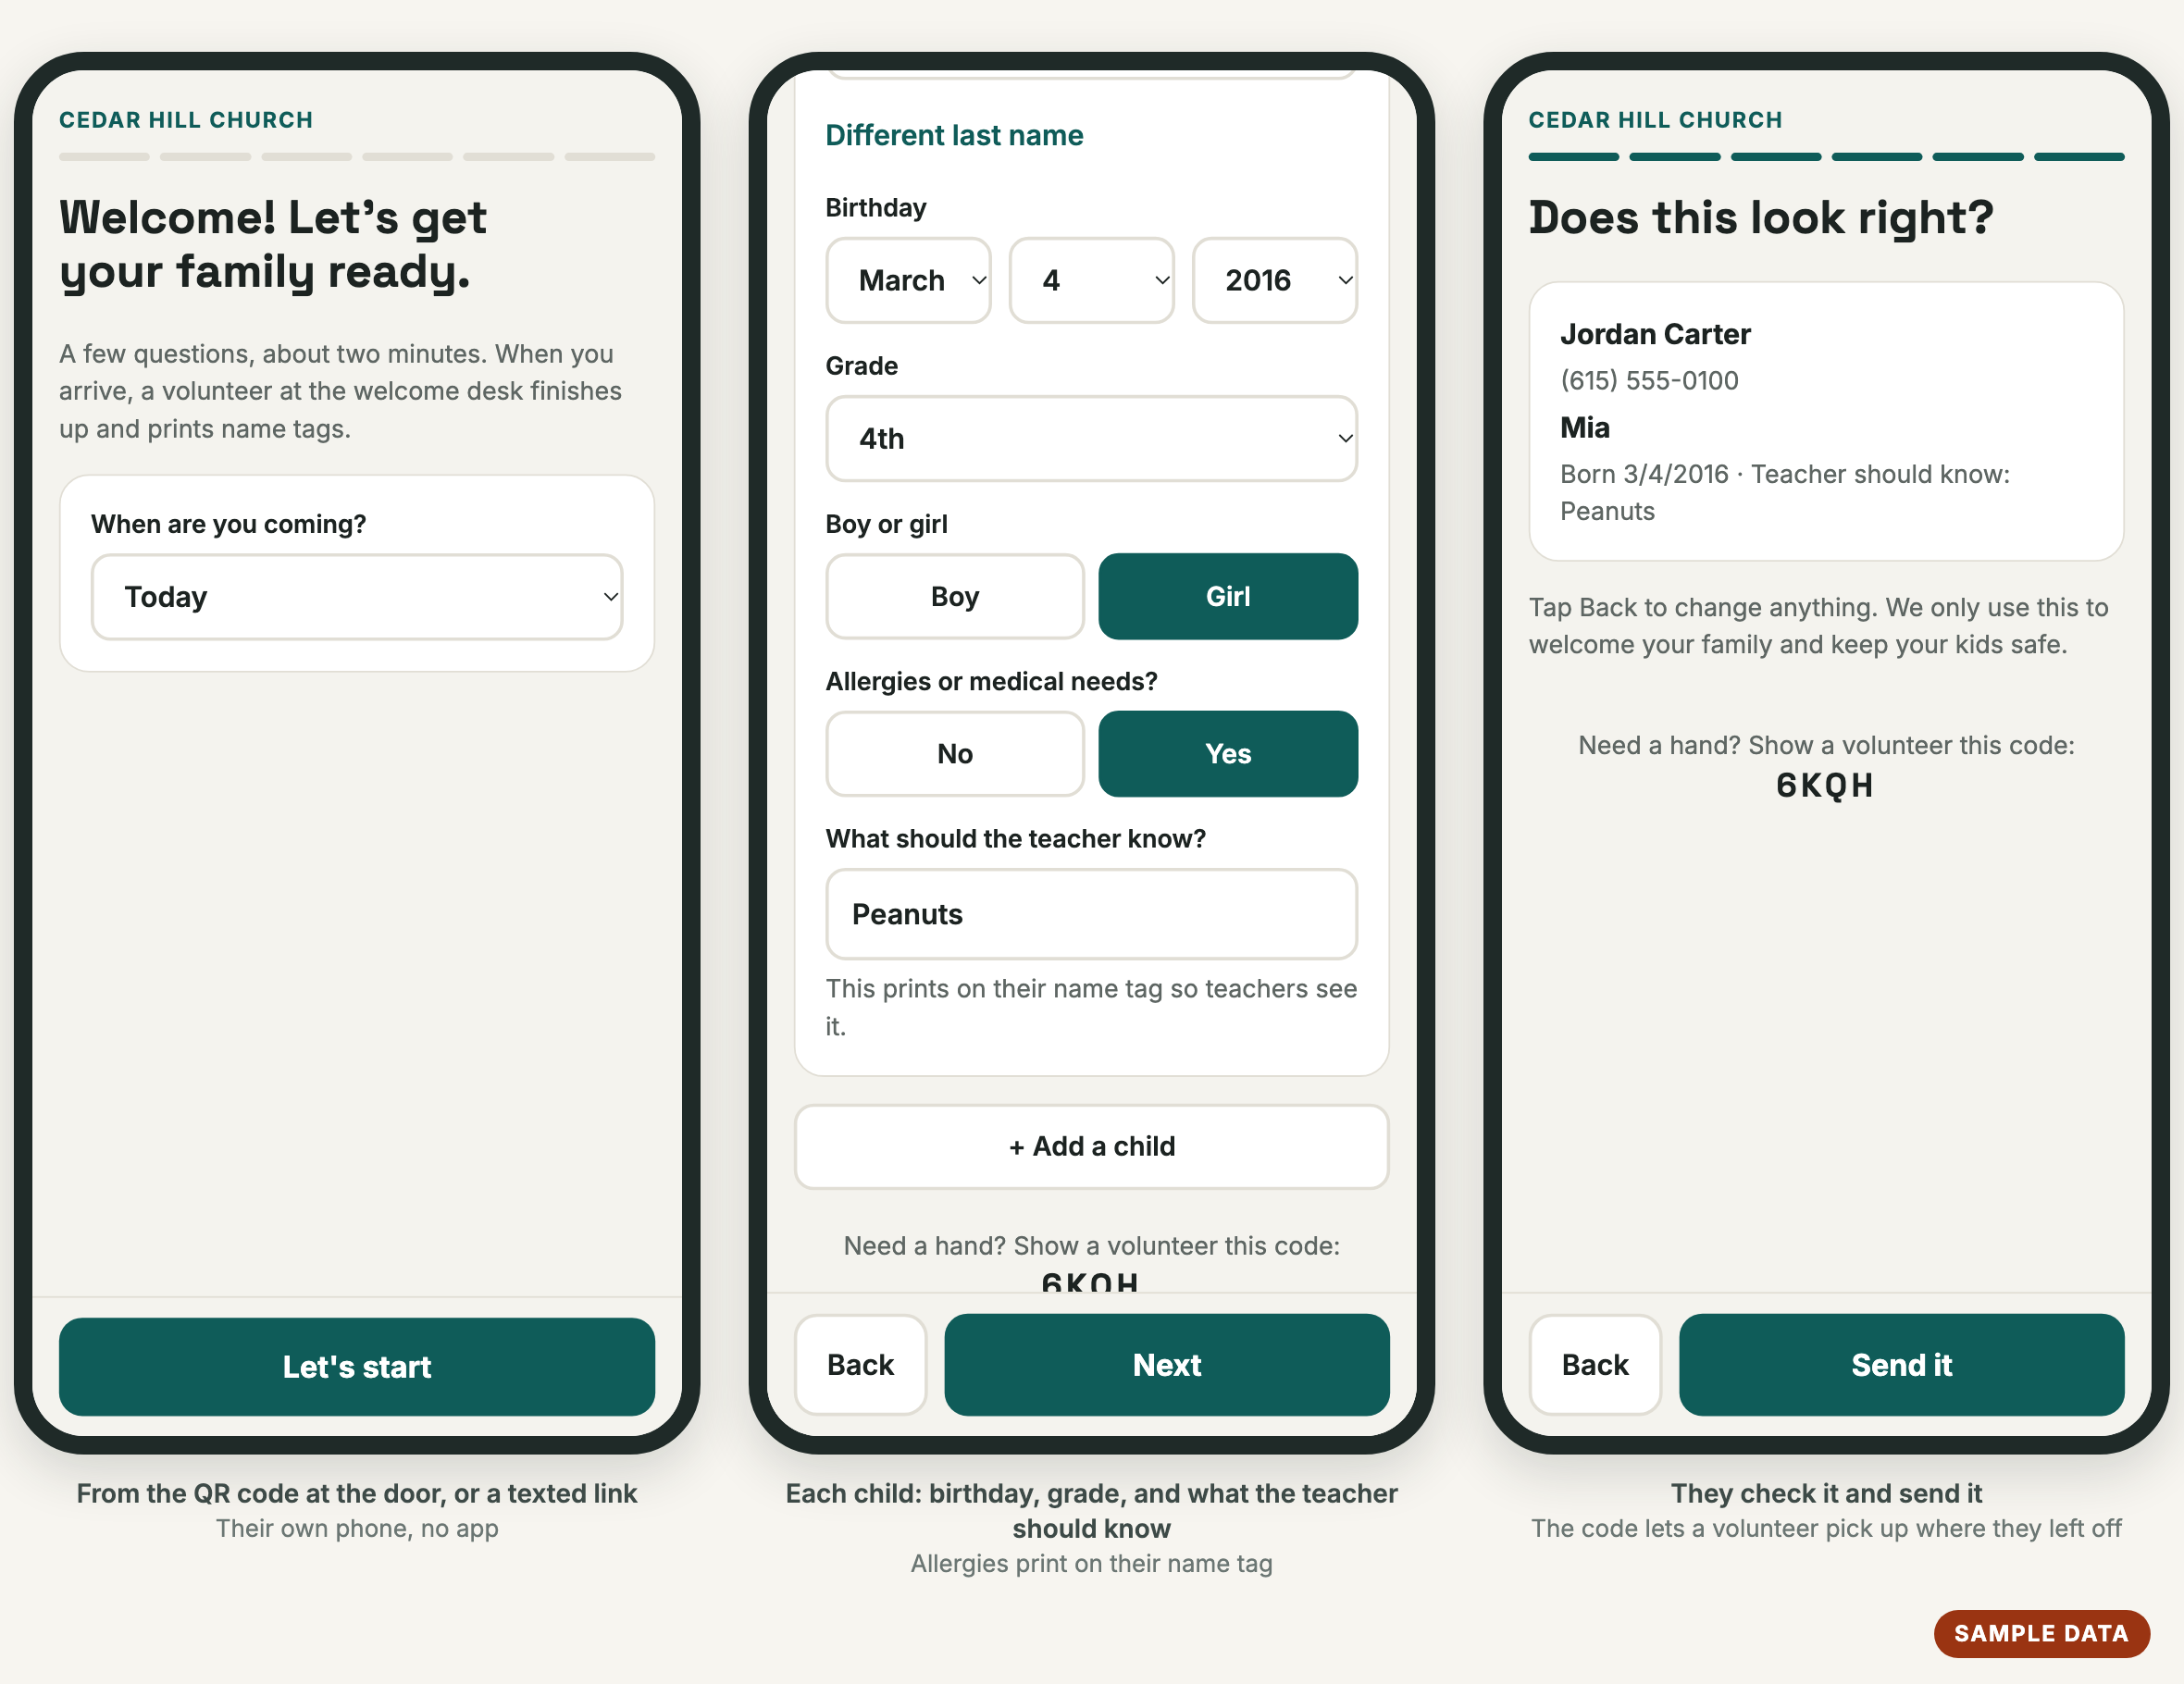 CEDAR HILL CHURCH
Welcome! Let's get
your family ready.
A few questions, about two minutes. When you
arrive, a volunteer at the welcome desk finishes
up and prints name tags.
When are you coming?
Today
Let's start
From the QR code at the door, or a texted link
Their own phone, no app
Different last name
Birthday
March 4 2016
Grade
4th
Boy or girl
Boy Girl
Allergies or medical needs?
No Yes
What should the teacher know?
Peanuts
This prints on their name tag so teachers see
it.
+ Add a child
Need a hand? Show a volunteer this code:
6KQH
Back Next
Each child: birthday, grade, and what the teacher
should know
Allergies print on their name tag
CEDAR HILL CHURCH
Does this look right?
Jordan Carter
(615) 555-0100
Mia
Born 3/4/2016 · Teacher should know:
Peanuts
Tap Back to change anything. We only use this to
welcome your family and keep your kids safe.
Need a hand? Show a volunteer this code:
6KQH
Back Send it
They check it and send it
The code lets a volunteer pick up where they left off
SAMPLE DATA